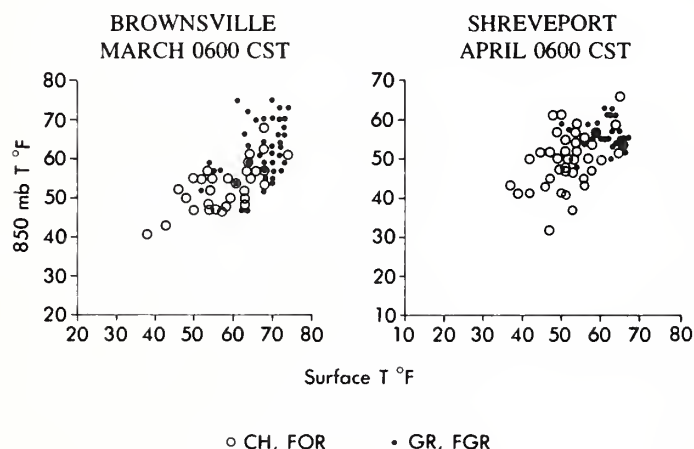 BROWNSVILLE
MARCH 0600 CST
SHREVEPORT
APRIL 0600 CST
850 mb T °F
80
70
60
50
40
30
20
20 30 40 50 60 70 80
70
60
50
40
30
20
10
10 20 30 40 50 60 70 80
Surface T °F
○ CH, FOR
• GR, FGR